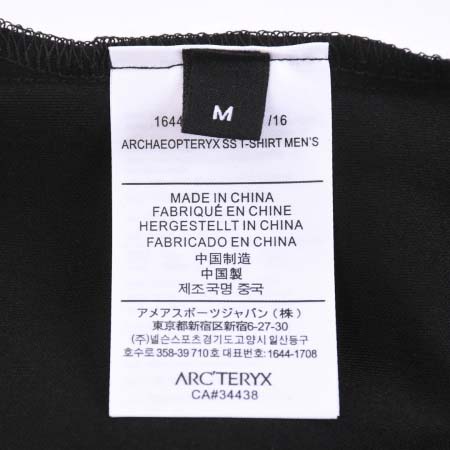 M
1644 /16
ARCHAEOPTERYX SS T-SHIRT MEN'S
MADE IN CHINA
FABRIQUÉ EN CHINE
HERGESTELLT IN CHINA
FABRICADO EN CHINA
中国制造
中国製
제조국명 중국
アメアスポーツジャパン (株)
東京都新宿区新宿6-27-30
(주)넬슨스포츠경기도고양시일산동구
호수로 358-39 710호 대표번호: 1644-1708
ARC'TERYX
CA#34438